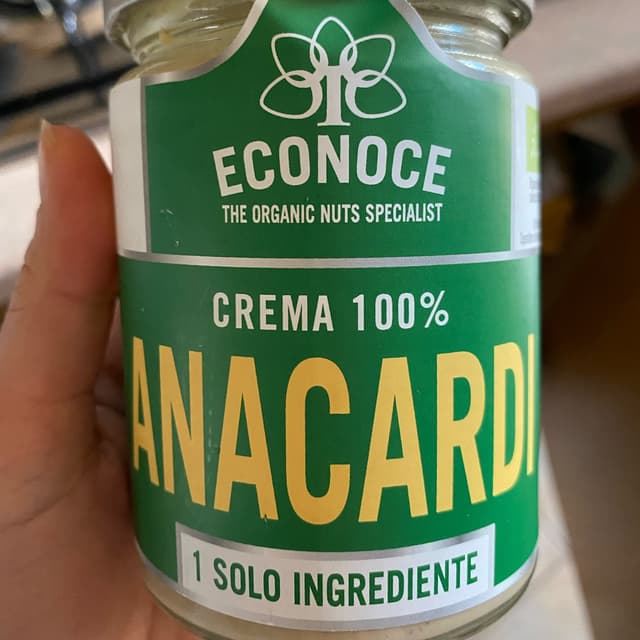 ECONOCE
THE ORGANIC NUTS SPECIALIST
CREMA 100%
ANACARDI
1 SOLO INGREDIENTE